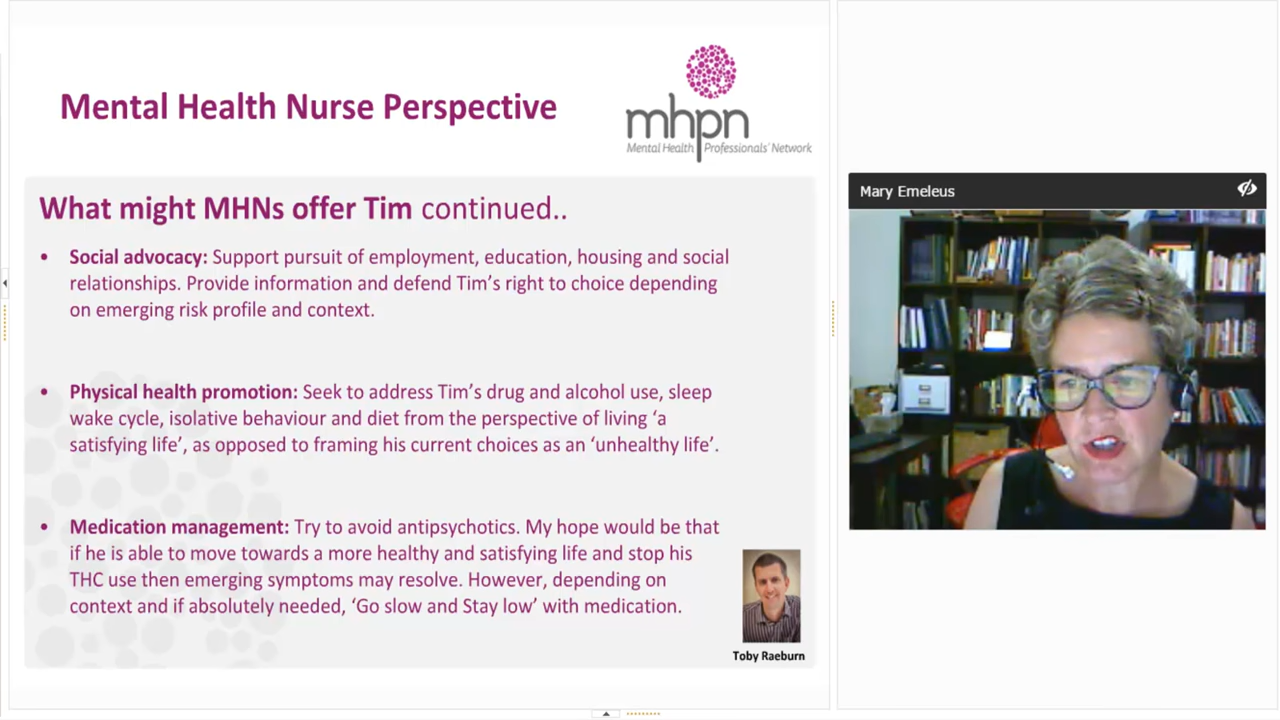 Mental Health Nurse Perspective
mhpn
Mental Health Professionals' Network
What might MHNs offer Tim continued..
• Social advocacy: Support pursuit of employment, education, housing and social
relationships. Provide information and defend Tim's right to choice depending
on emerging risk profile and context.
• Physical health promotion: Seek to address Tim's drug and alcohol use, sleep
wake cycle, isolative behaviour and diet from the perspective of living 'a
satisfying life', as opposed to framing his current choices as an 'unhealthy life'.
• Medication management: Try to avoid antipsychotics. My hope would be that
if he is able to move towards a more healthy and satisfying life and stop his
THC use then emerging symptoms may resolve. However, depending on
context and if absolutely needed, 'Go slow and Stay low' with medication.
Toby Raeburn
Mary Emeleus